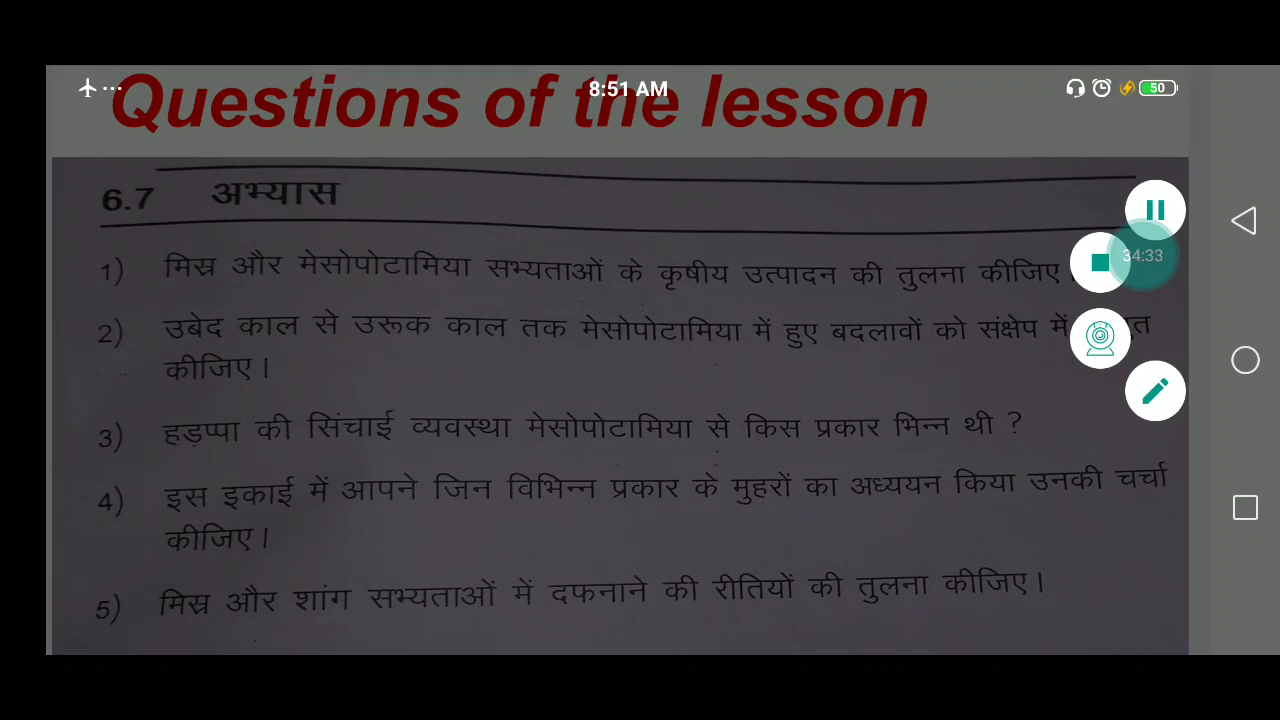 Questions of the lesson
8:51 AM
50
6.7 अभ्यास
1) मिस्र और मेसोपोटामिया सभ्यताओं के कृषीय उत्पादन की तुलना कीजिए
34:33
2) उबेद काल से उरूक काल तक मेसोपोटामिया में हुए बदलावों को संक्षेप में
कीजिए।
3) हड़प्पा की सिंचाई व्यवस्था मेसोपोटामिया से किस प्रकार भिन्न थी ?
4) इस इकाई में आपने जिन विभिन्न प्रकार के मुहरों का अध्ययन किया उनकी चर्चा
कीजिए।
5) मिस्र और शांग सभ्यताओं में दफनाने की रीतियों की तुलना कीजिए।